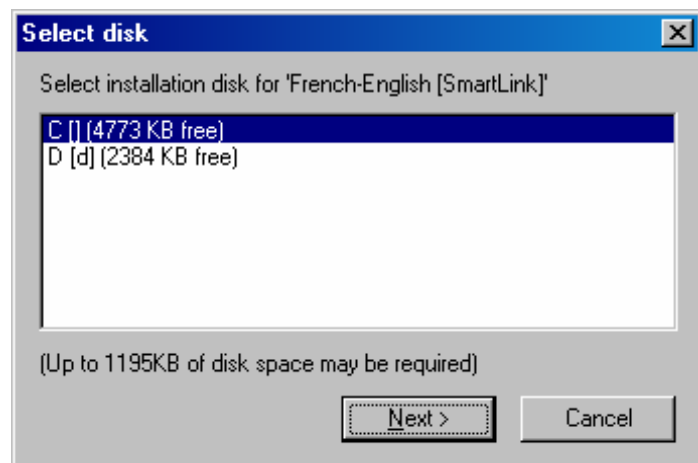 Select disk
Select installation disk for 'French-English [SmartLink]'
C [] (4773 KB free)
D [d] (2384 KB free)
(Up to 1195KB of disk space may be required)
Next >
Cancel